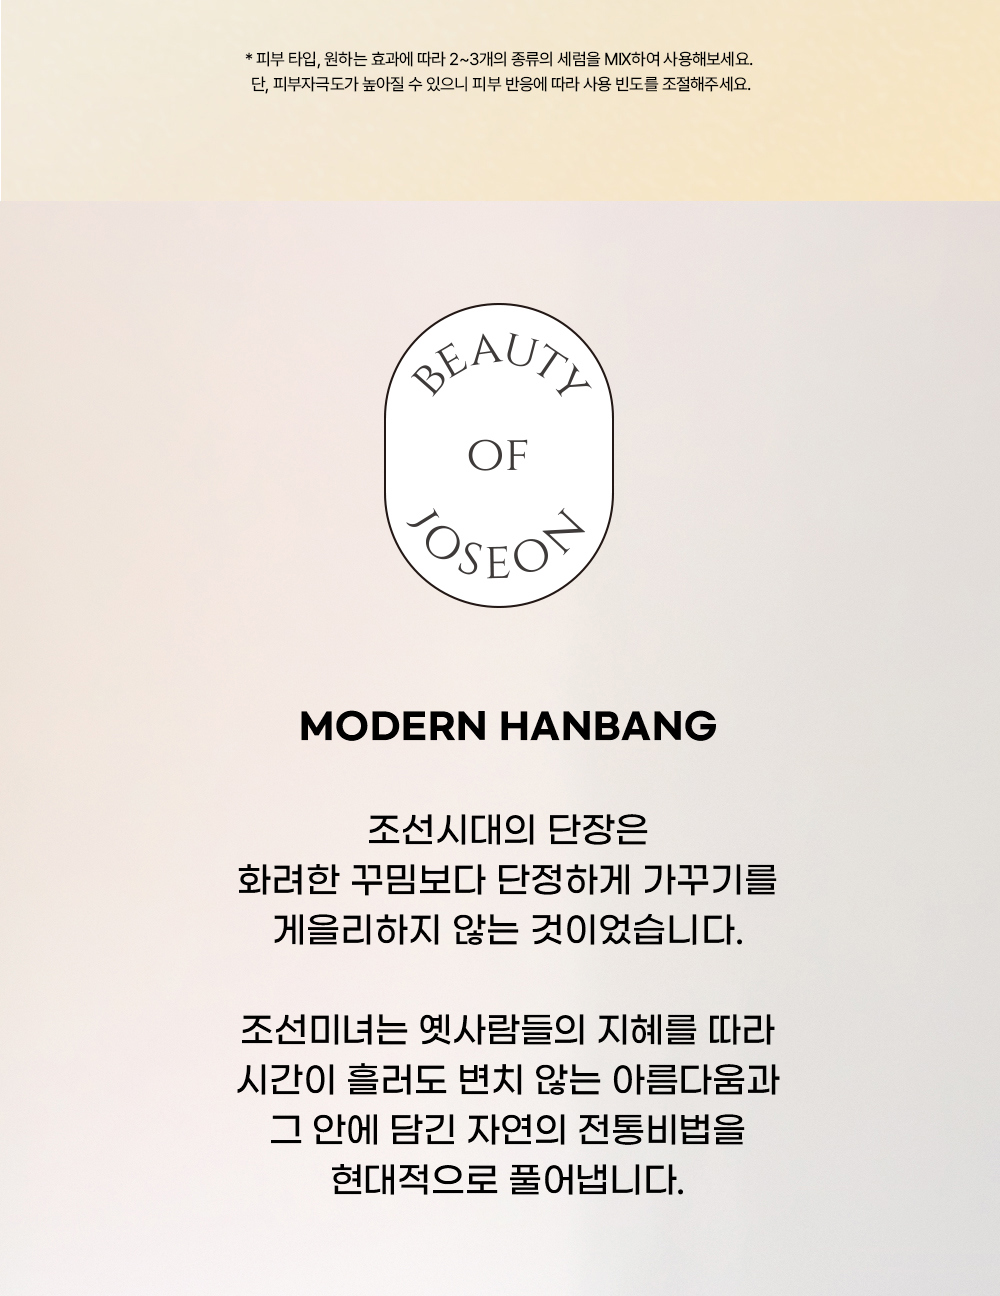 * 피부 타입, 원하는 효과에 따라 2~3개의 종류의 세럼을 MIX하여 사용해보세요.
단, 피부자극도가 높아질 수 있으니 피부 반응에 따라 사용 빈도를 조절해주세요.
BEAUTY
OF
JOSEON
MODERN HANBANG
조선시대의 단장은
화려한 꾸밈보다 단정하게 가꾸기를
게을리하지 않는 것이었습니다.
조선미녀는 옛사람들의 지혜를 따라
시간이 흘러도 변치 않는 아름다움과
그 안에 담긴 자연의 전통비법을
현대적으로 풀어냅니다.